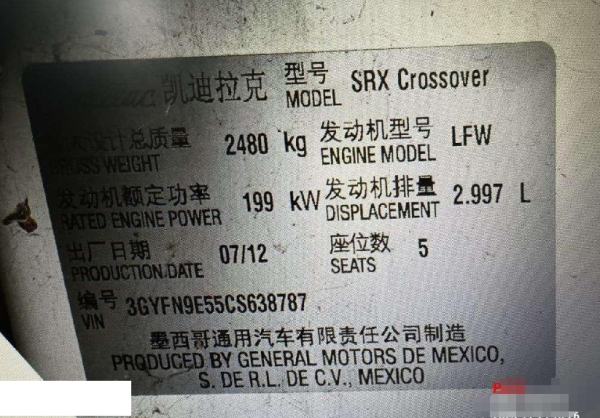 凯迪拉克 型号 SRX Crossover
MODEL
设计总质量 2480 kg 发动机型号 LFW
GROSS WEIGHT ENGINE MODEL
发动机额定功率 199 kW 发动机排量 2.997 L
RATED ENGINE POWER DISPLACEMENT
出厂日期 07/12 座位数 5
PRODUCTION.DATE SEATS
编号 3GYFN9E55CS638787
VIN
墨西哥通用汽车有限责任公司制造
PRODUCED BY GENERAL MOTORS DE MEXICO,
S. DE R.L. DE C.V., MEXICO